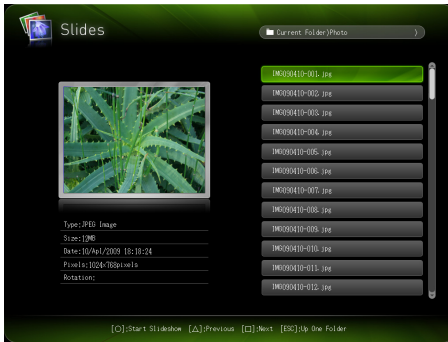 Slides
Current Folder)Photo 〉
IMG090410-001. jpg
IMG090410-002. jpg
IMG090410-003. jpg
IMG090410-004. jpg
IMG090410-005. jpg
IMG090410-006. jpg
IMG090410-007. jpg
IMG090410-008. jpg
IMG090410-009. jpg
IMG090410-010. jpg
IMG090410-011. jpg
IMG090410-012. jpg
Type:JPEG Image
Size:12MB
Date:10/Apl/2009 18:18:24
Pixels:1024×768pixels
Rotation:
[○]:Start Slideshow [△]:Previous [□]:Next [ESC]:Up One Folder